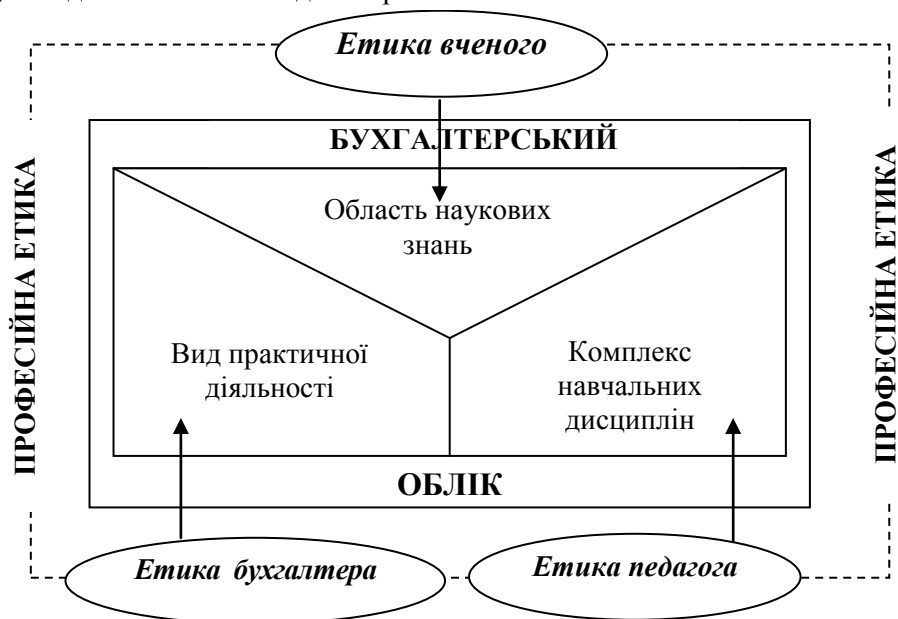 Етика вченого
БУХГАЛТЕРСЬКИЙ
Область наукових
знань
ПРОФЕСІЙНА ЕТИКА
ПРОФЕСІЙНА ЕТИКА
Вид практичної
діяльності
Комплекс
навчальних
дисциплін
ОБЛІК
Етика бухгалтера
Етика педагога